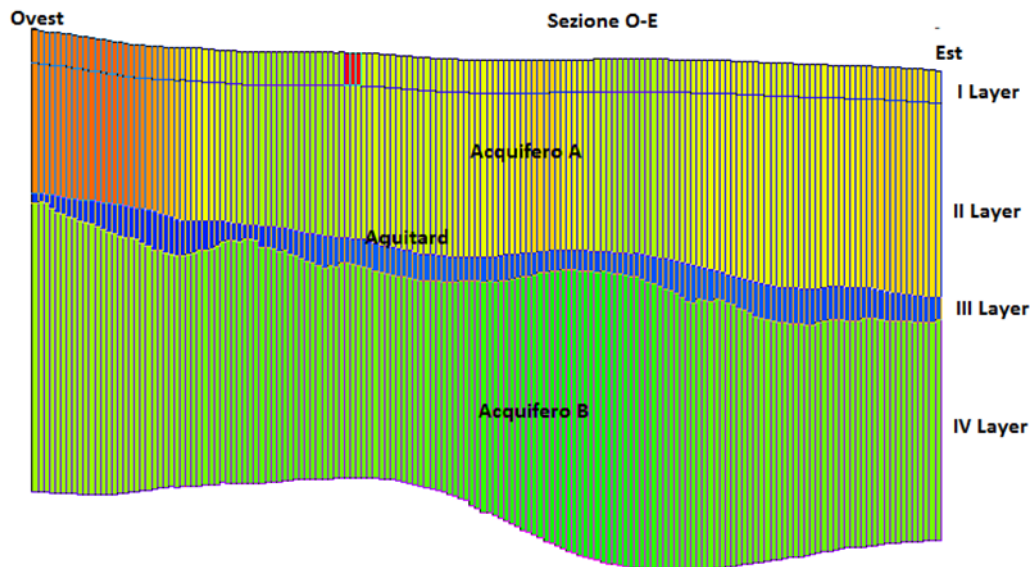 Ovest
Sezione O-E
Est
I Layer
Acquifero A
II Layer
Aquitard
III Layer
Acquifero B
IV Layer